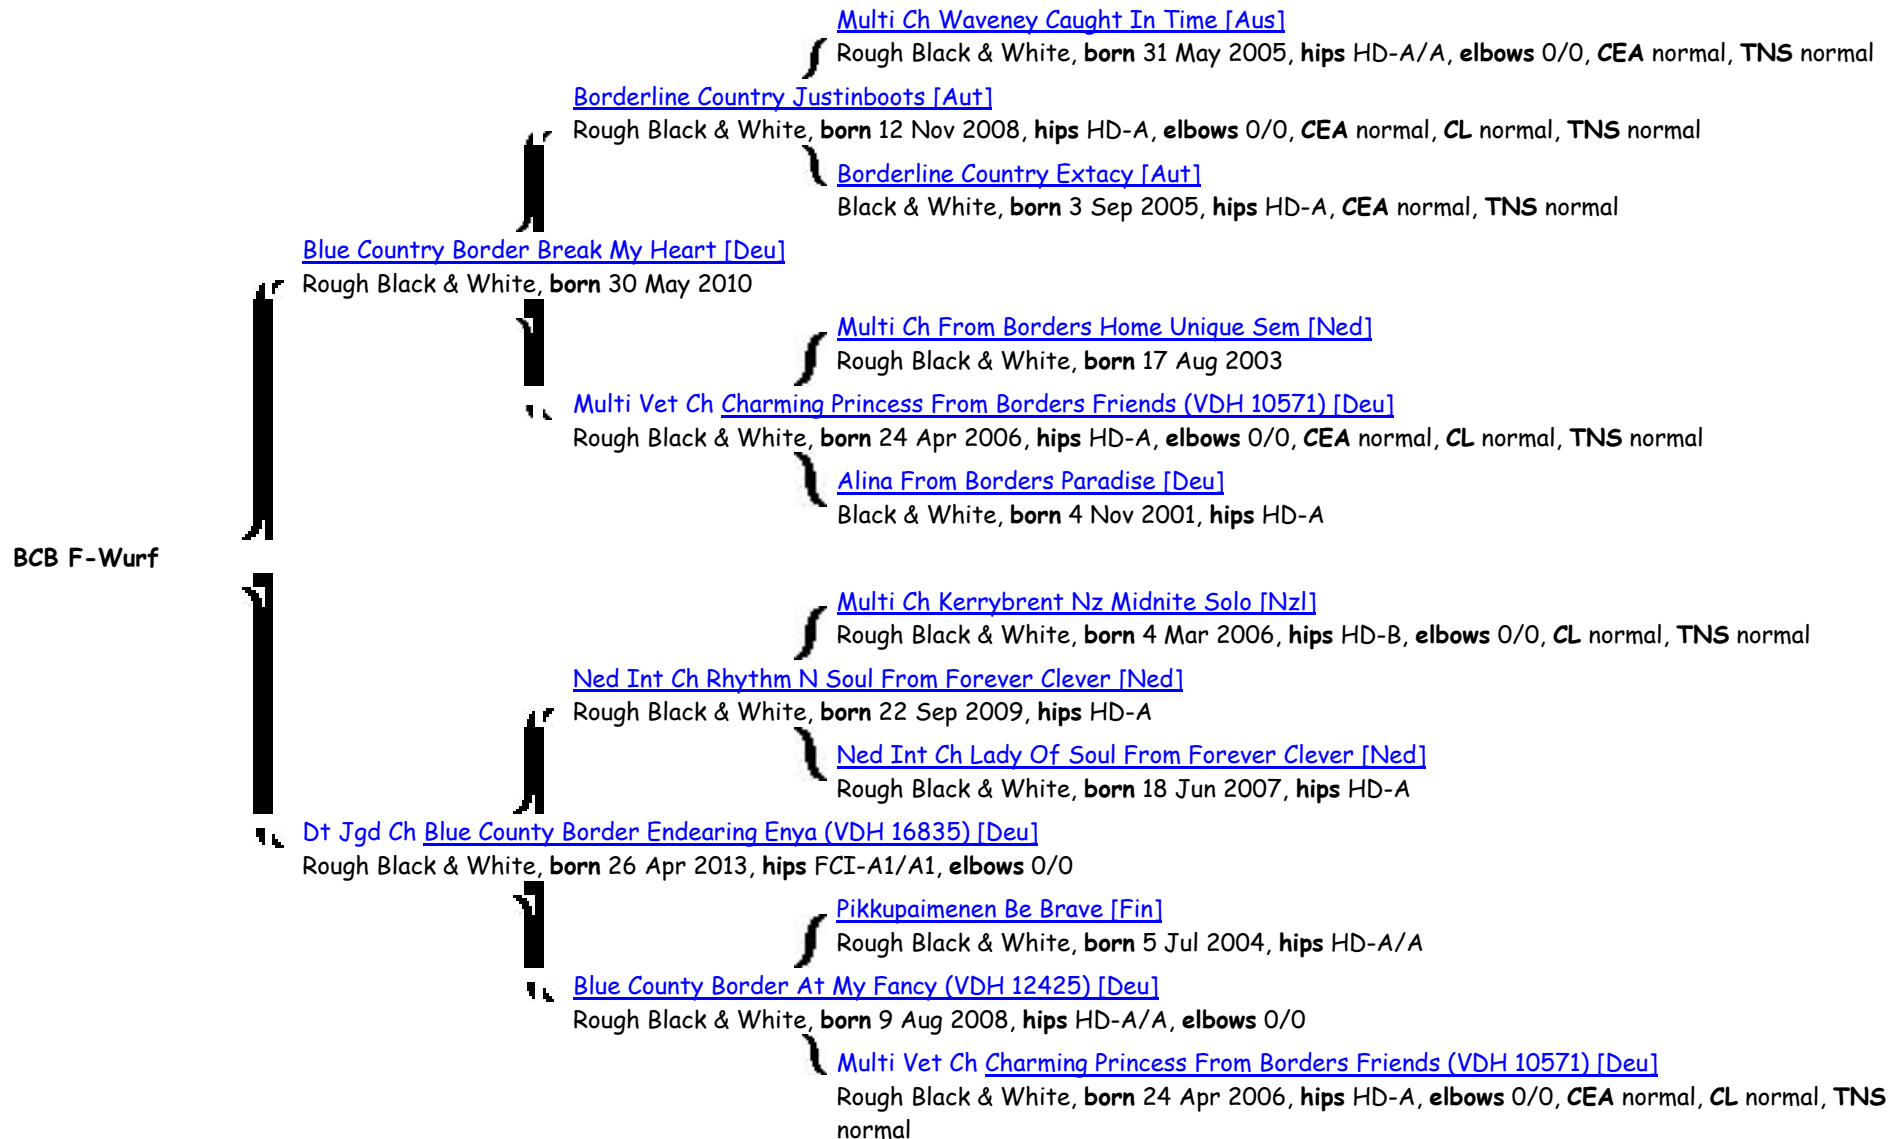 Multi Ch Waveney Caught In Time [Aus]
Rough Black & White, born 31 May 2005, hips HD-A/A, elbows 0/0, CEA normal, TNS normal
Borderline Country Justinboots [Aut]
Rough Black & White, born 12 Nov 2008, hips HD-A, elbows 0/0, CEA normal, CL normal, TNS normal
Borderline Country Extacy [Aut]
Black & White, born 3 Sep 2005, hips HD-A, CEA normal, TNS normal
Blue Country Border Break My Heart [Deu]
Rough Black & White, born 30 May 2010
Multi Ch From Borders Home Unique Sem [Ned]
Rough Black & White, born 17 Aug 2003
Multi Vet Ch Charming Princess From Borders Friends (VDH 10571) [Deu]
Rough Black & White, born 24 Apr 2006, hips HD-A, elbows 0/0, CEA normal, CL normal, TNS normal
Alina From Borders Paradise [Deu]
Black & White, born 4 Nov 2001, hips HD-A
BCB F-Wurf
Multi Ch Kerrybrent Nz Midnite Solo [Nzl]
Rough Black & White, born 4 Mar 2006, hips HD-B, elbows 0/0, CL normal, TNS normal
Ned Int Ch Rhythm N Soul From Forever Clever [Ned]
Rough Black & White, born 22 Sep 2009, hips HD-A
Ned Int Ch Lady Of Soul From Forever Clever [Ned]
Rough Black & White, born 18 Jun 2007, hips HD-A
Dt Jgd Ch Blue County Border Endearing Enya (VDH 16835) [Deu]
Rough Black & White, born 26 Apr 2013, hips FCI-A1/A1, elbows 0/0
Pikkupaimenen Be Brave [Fin]
Rough Black & White, born 5 Jul 2004, hips HD-A/A
Blue County Border At My Fancy (VDH 12425) [Deu]
Rough Black & White, born 9 Aug 2008, hips HD-A/A, elbows 0/0
Multi Vet Ch Charming Princess From Borders Friends (VDH 10571) [Deu]
Rough Black & White, born 24 Apr 2006, hips HD-A, elbows 0/0, CEA normal, CL normal, TNS
normal